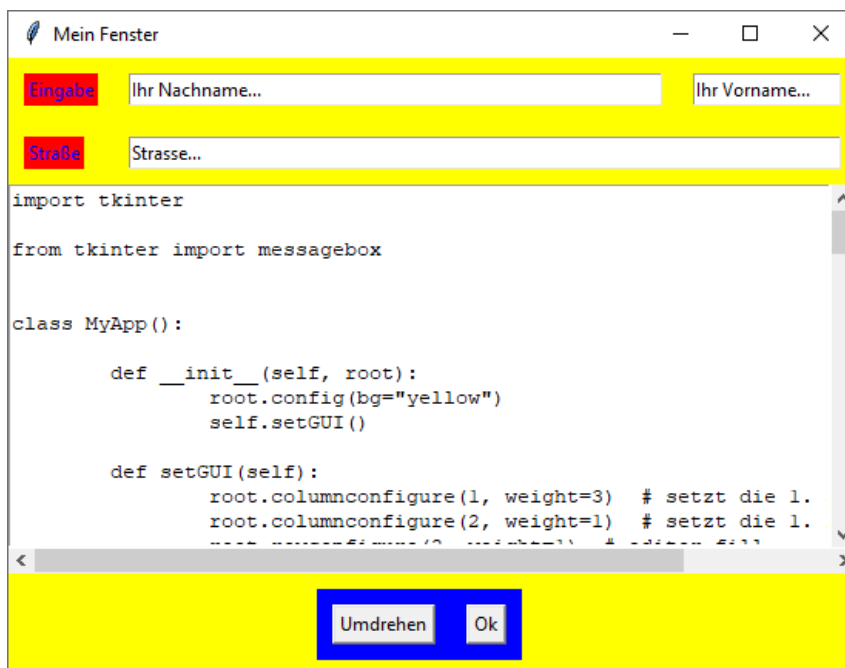 Mein Fenster
Eingabe Ihr Nachname... Ihr Vorname...
Straße Strasse...
import tkinter
from tkinter import messagebox
class MyApp():
def __init__(self, root):
root.config(bg="yellow")
self.setGUI()
def setGUI(self):
root.columnconfigure(1, weight=3) # setzt die 1.
root.columnconfigure(2, weight=1) # setzt die 1.
Umdrehen Ok